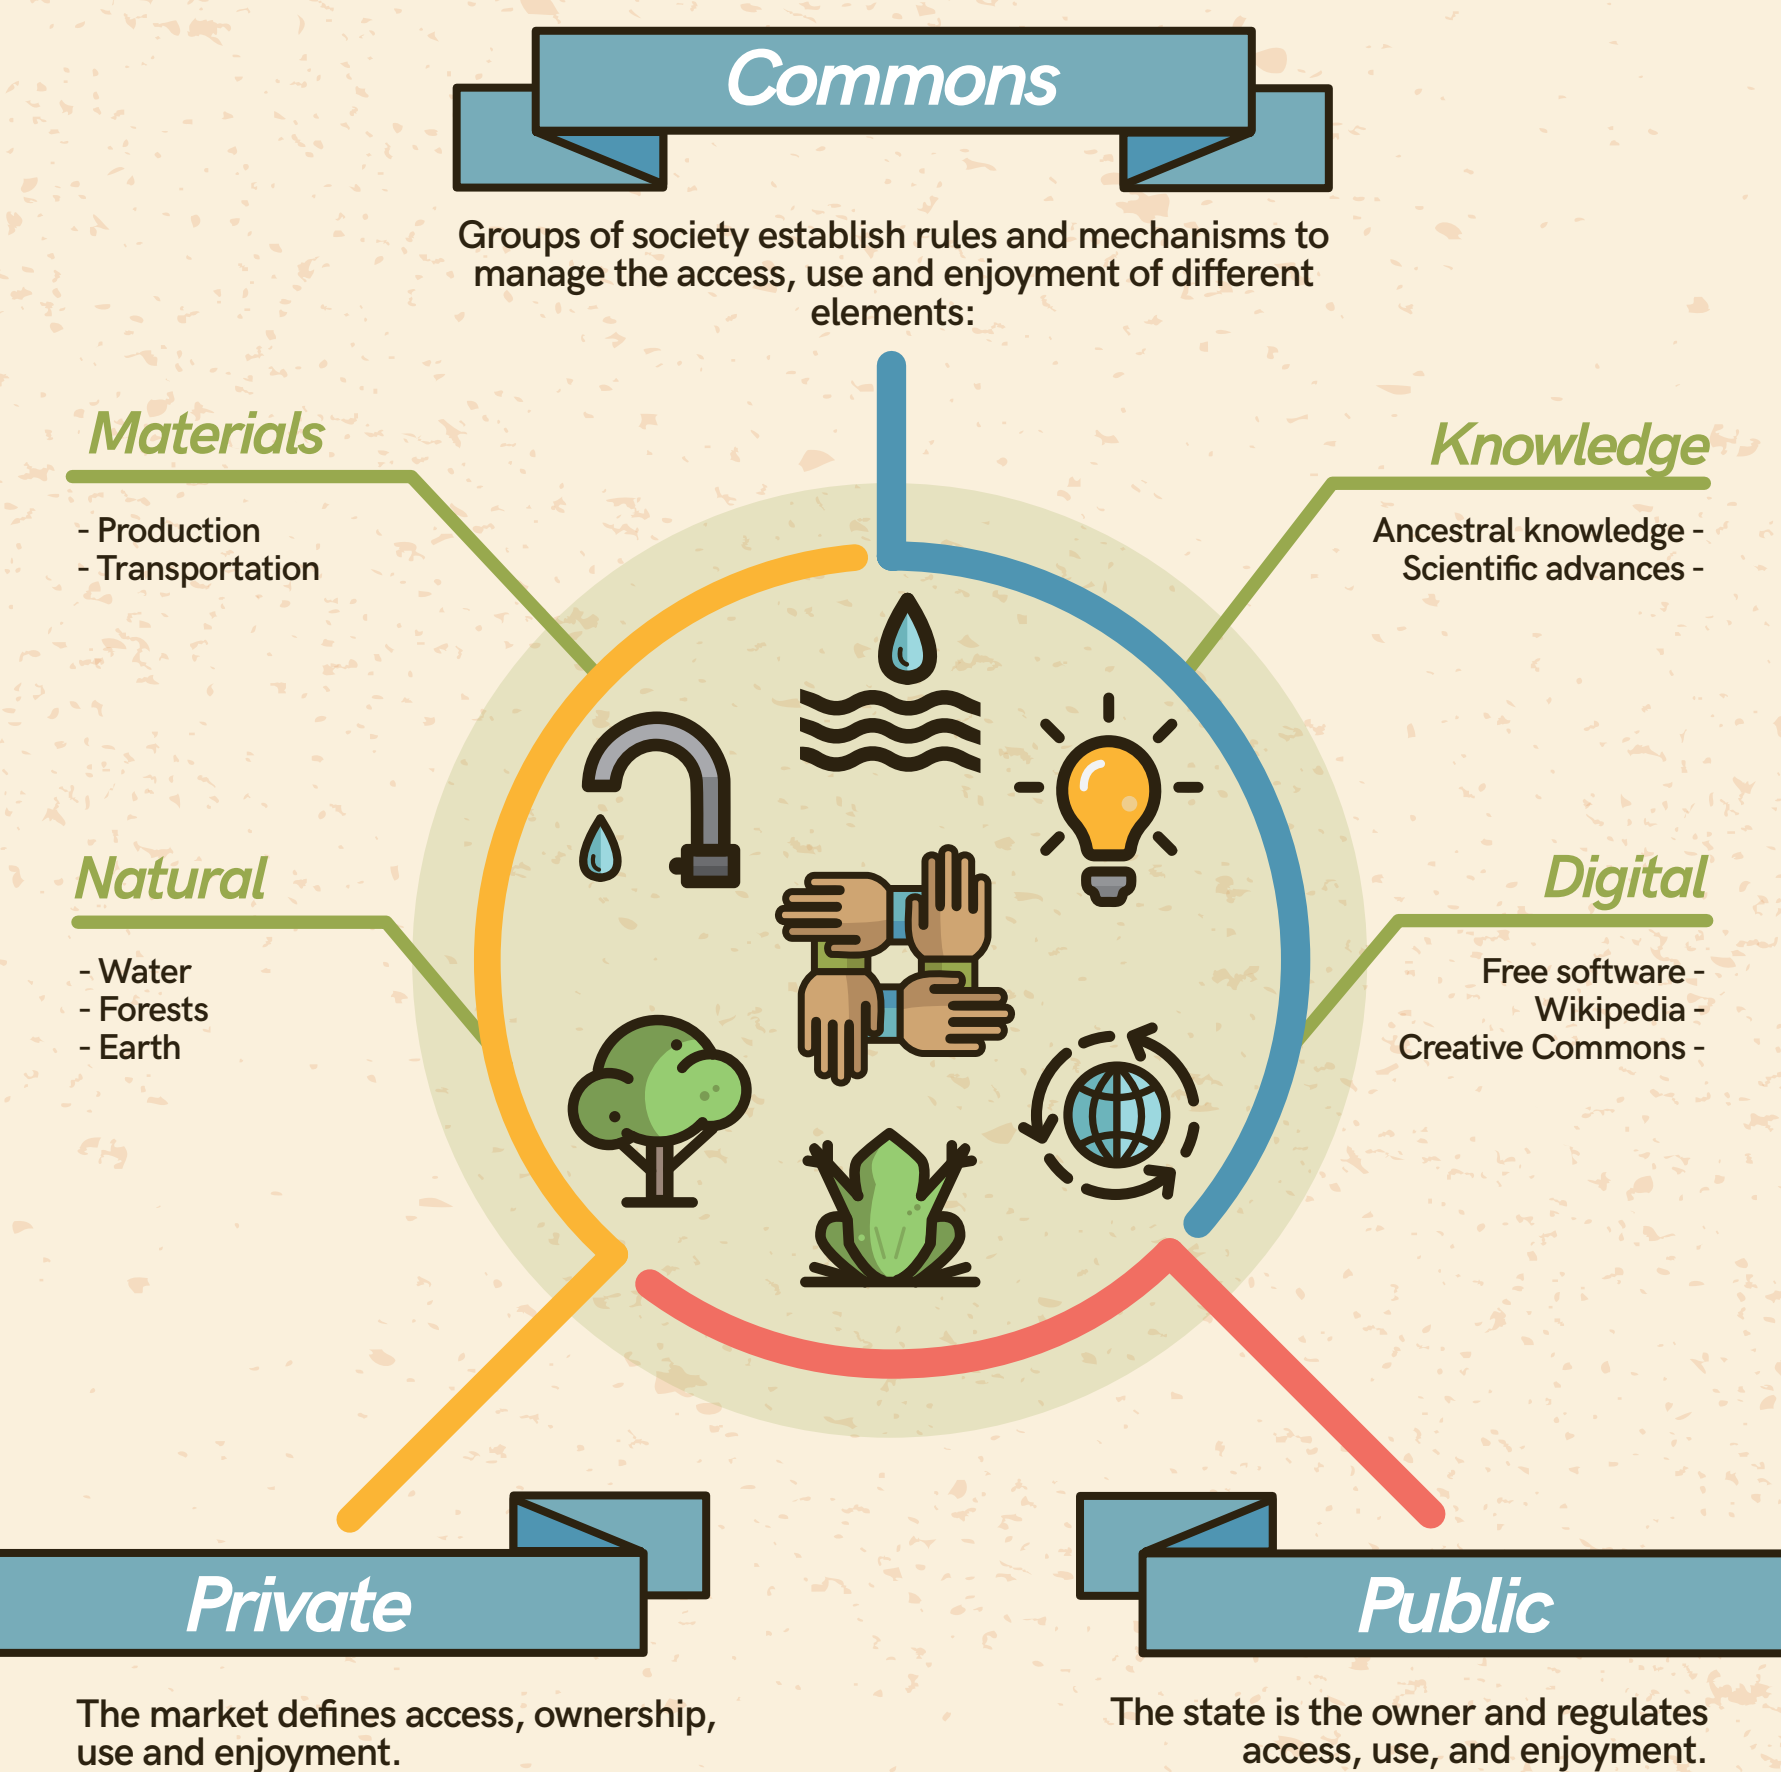 Commons
Groups of society establish rules and mechanisms to
manage the access, use and enjoyment of different
elements:
Materials
- Production
- Transportation
Knowledge
Ancestral knowledge -
Scientific advances -
Natural
- Water
- Forests
- Earth
Digital
Free software -
Wikipedia -
Creative Commons -
Private
The market defines access, ownership,
use and enjoyment.
Public
The state is the owner and regulates
access, use, and enjoyment.